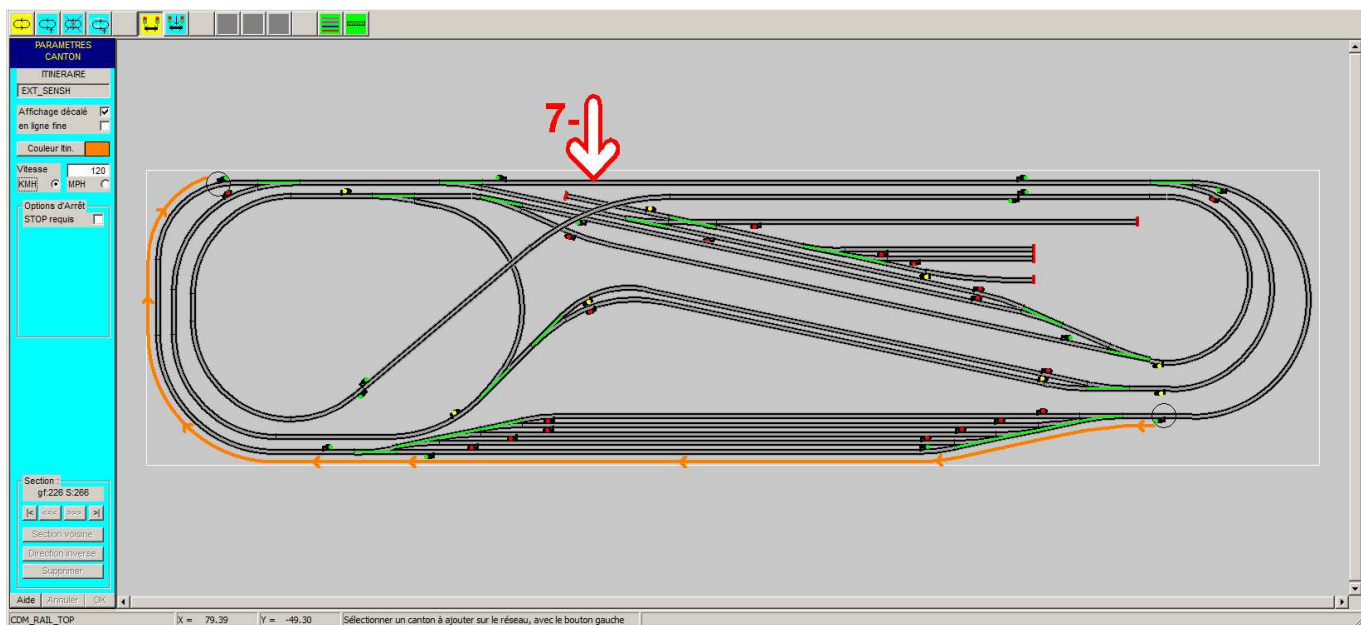 PARAMETRES
CANTON
ITINERAIRE
EXT_SENSH
Affichage décalé
en ligne fine
Couleur Itin.
Vitesse 120
KMH MPH
Options d'Arrêt
STOP requis
7-
Section :
gf:226 S:266
|< <<< >>> >|
Section voisine
Direction inverse
Supprimer
Aide Annuler OK
CDM_RAIL_TOP X = 79.39 Y = -49.30 Sélectionner un canton à ajouter sur le réseau, avec le bouton gauche